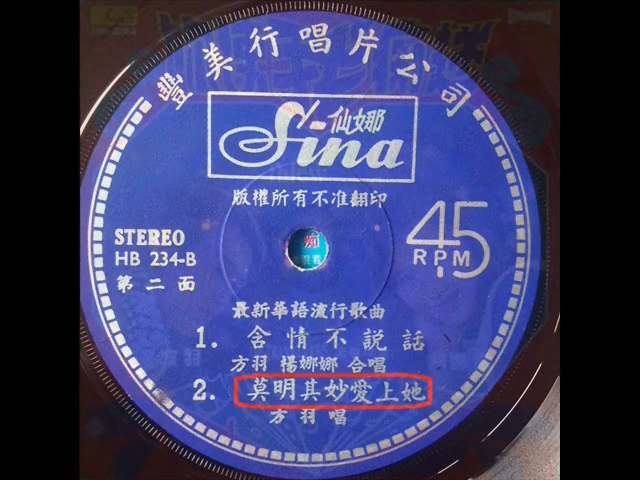 豐美行唱片公司
仙娜
Sina
版權所有不准翻印
STEREO
HB 234-B
第二面
45
RPM
最新華語流行歌曲
1. 含情不說話
方羽 楊娜娜 合唱
2. 莫明其妙愛上她
方羽唱